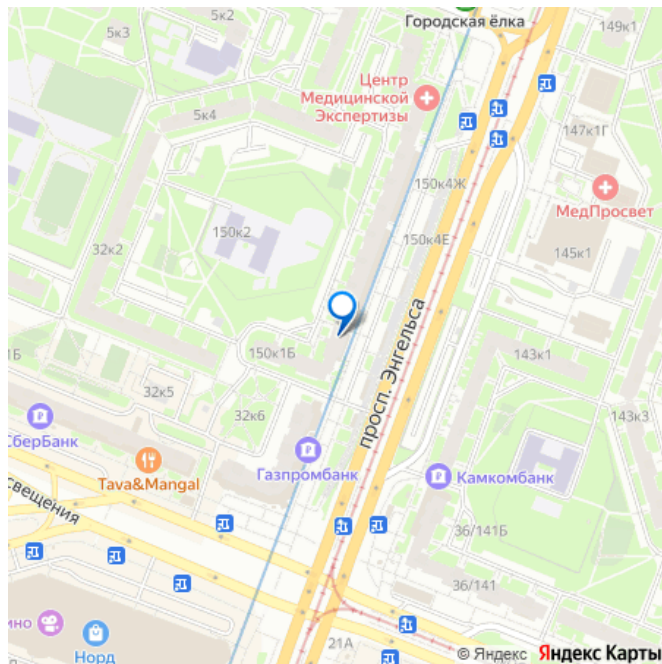 5к2
Городская ёлка
149к1
5к3
Центр
Медицинской
Экспертизы
5к4
147к1Г
150к4Ж
МедПросвет
150к2
150к4Е
32к2
145к1
просп. Энгельса
1Б
150к1Б
143к1
32к5
32к6
143к3
СберБанк
Газпромбанк
Камкомбанк
Tava&Mangal
свещения
36/141Б
36/141
ино
21А
Норд
© Яндекс Яндекс Карты